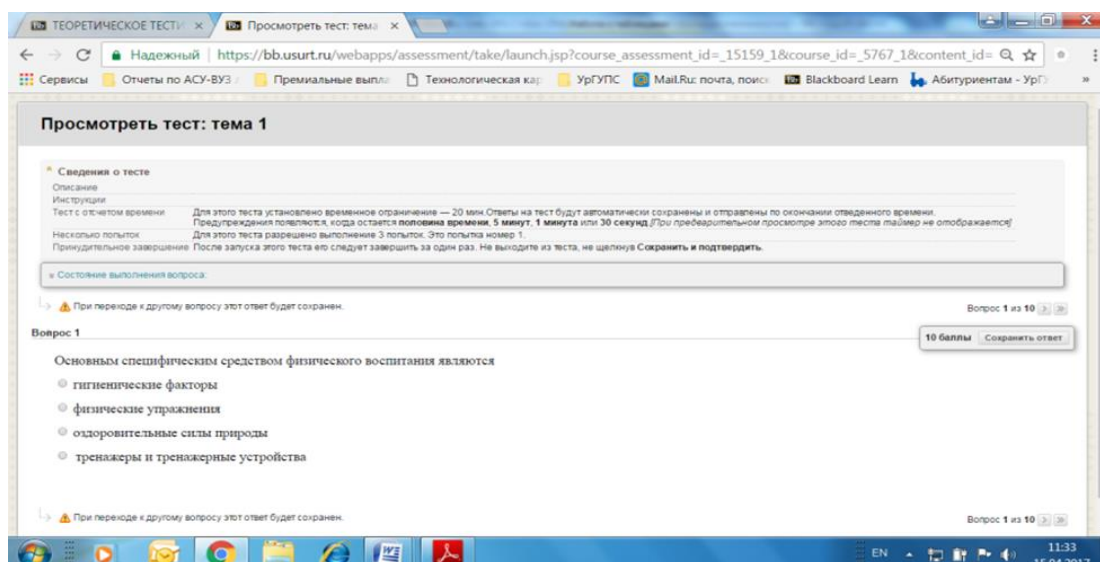 ТЕОРЕТИЧЕСКОЕ ТЕСТИ
Просмотреть тест: тема
Надежный | https://bb.usurt.ru/webapps/assessment/take/launch.jsp?course_assessment_id=_15159_1&course_id=_5767_1&content_id=
Сервисы Отчеты по АСУ-ВУЗ Премиальные выпла Технологическая кар УрГУПС Mail.Ru: почта, поиск Blackboard Learn Абитуриентам - УрГ »
Просмотреть тест: тема 1
Сведения о тесте
Описание
Инструкции
Тест с отсчетом времени Для этого теста установлено временное ограничение — 20 мин.Ответы на тест будут автоматически сохранены и отправлены по окончании отведенного времени.
Предупреждения появляются, когда остается половина времени, 5 минут, 1 минута или 30 секунд.[При предварительном просмотре этого теста таймер не отображается]
Несколько попыток Для этого теста разрешено выполнение 3 попыток. Это попытка номер 1.
Принудительное завершение После запуска этого теста его следует завершить за один раз. Не выходите из теста, не щелкнув Сохранить и подтвердить.
Состояние выполнения вопроса:
При переходе к другому вопросу этот ответ будет сохранен. Вопрос 1 из 10
Вопрос 1
10 баллы Сохранить ответ
Основным специфическим средством физического воспитания являются
гигиенические факторы
физические упражнения
оздоровительные силы природы
тренажеры и тренажерные устройства
При переходе к другому вопросу этот ответ будет сохранен. Вопрос 1 из 10
EN 11:33
15.04.2017